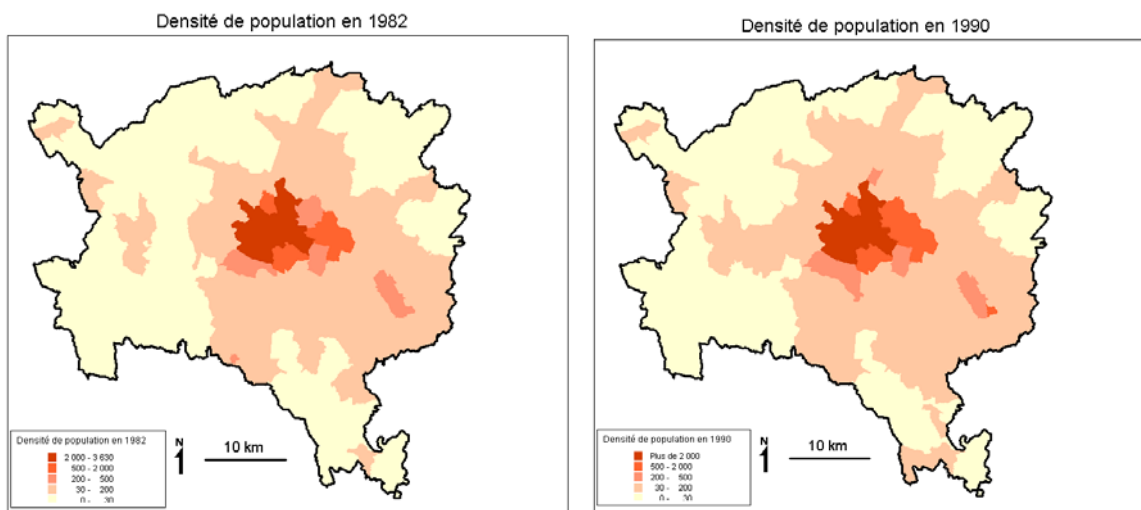 Densité de population en 1982
Densité de population en 1982
2 000 - 3 630
500 - 2 000
200 - 500
30 - 200
0 - 30
N
10 km
Densité de population en 1990
Densité de population en 1990
Plus de 2 000
500 - 2 000
200 - 500
30 - 200
0 - 30
N
10 km